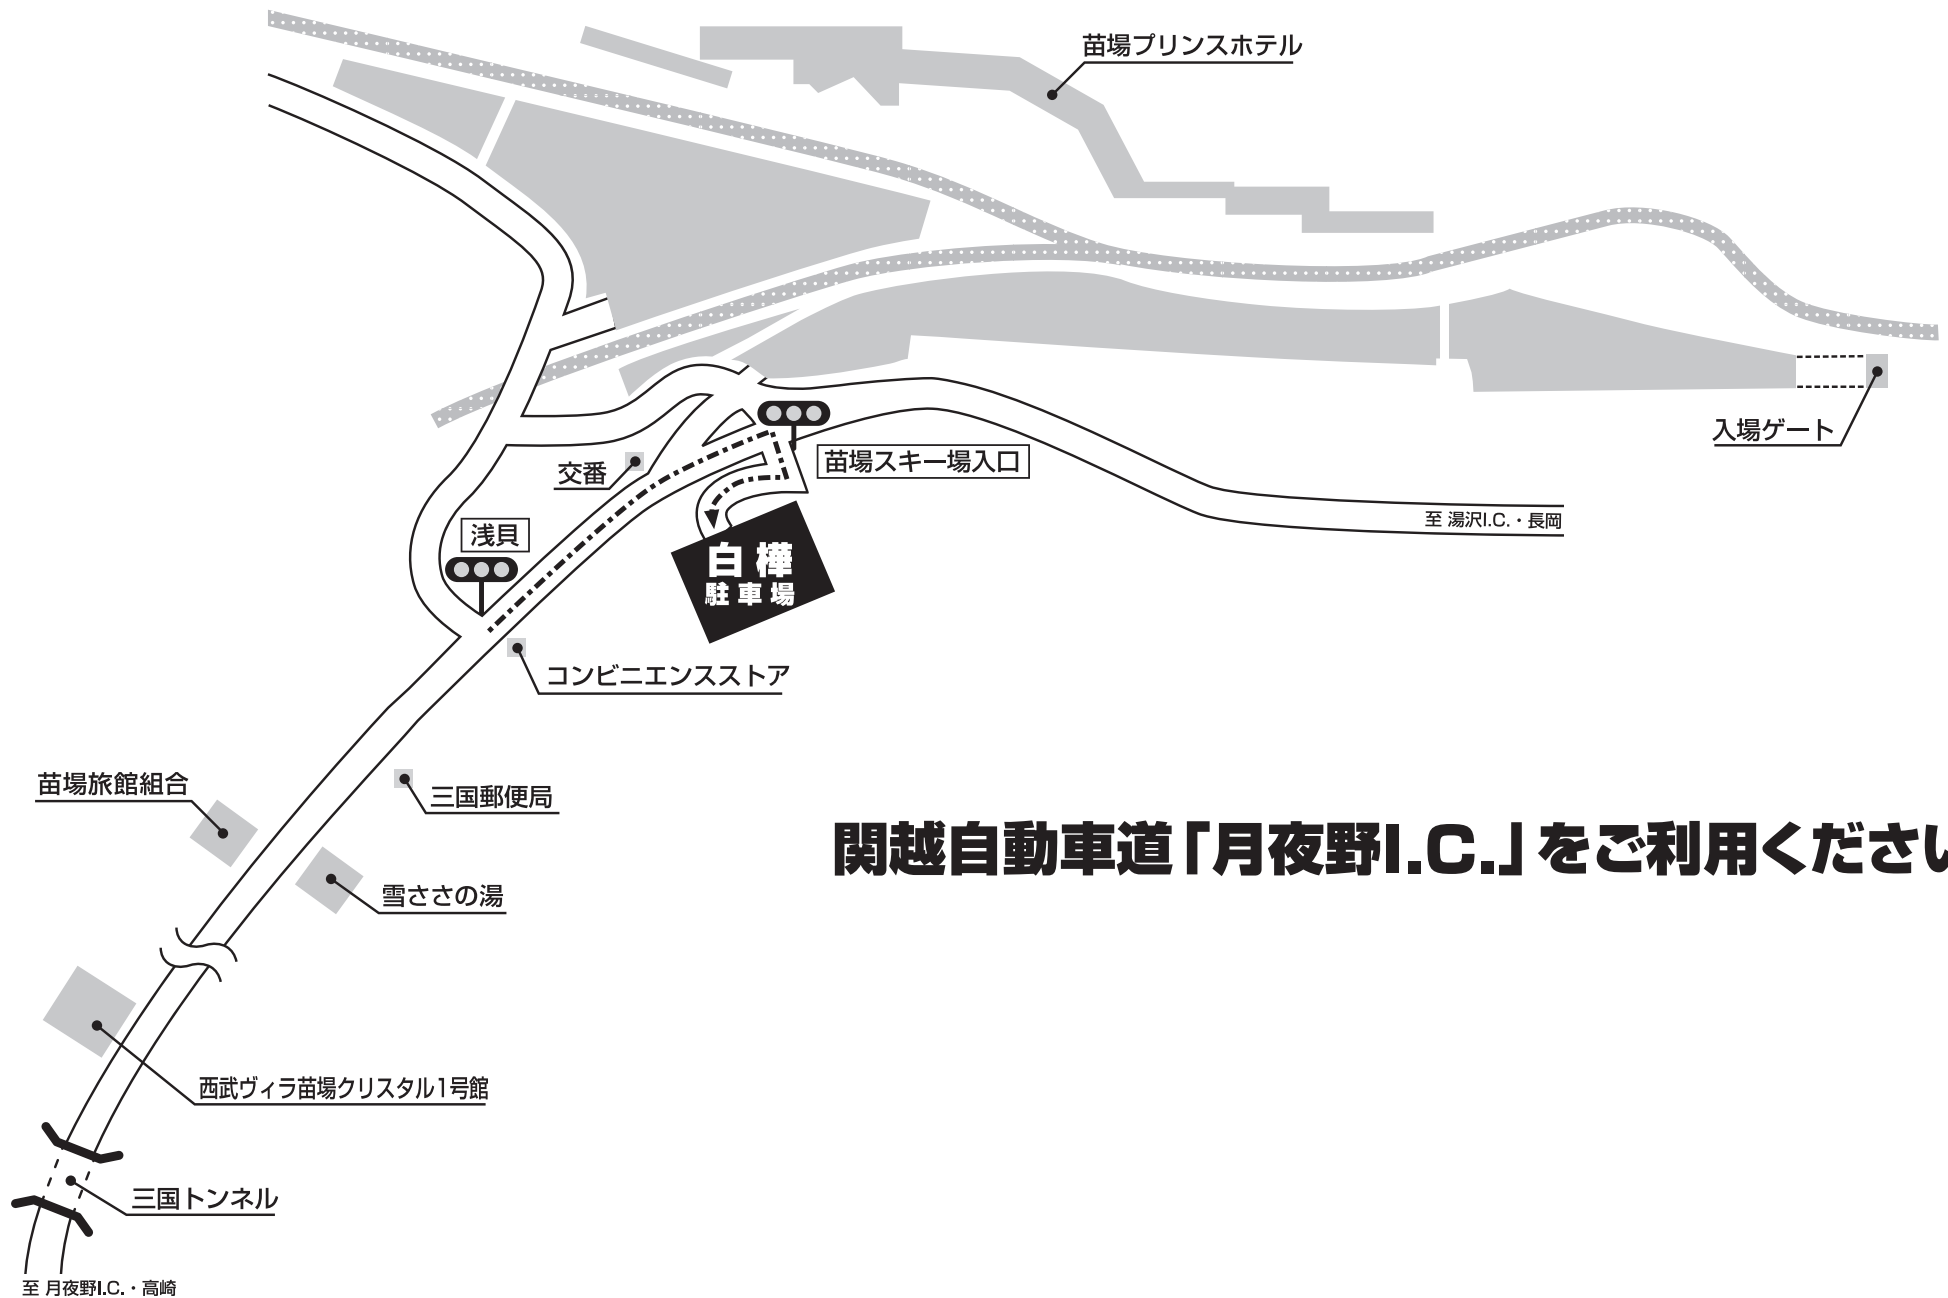 苗場プリンスホテル
入場ゲート
苗場スキー場入口
交番
至 湯沢I.C.・長岡
浅貝
白樺
駐車場
コンビニエンスストア
苗場旅館組合
三国郵便局
関越自動車道「月夜野I.C.」をご利用ください
雪ささの湯
西武ヴィラ苗場クリスタル1号館
三国トンネル
至 月夜野I.C.・高崎